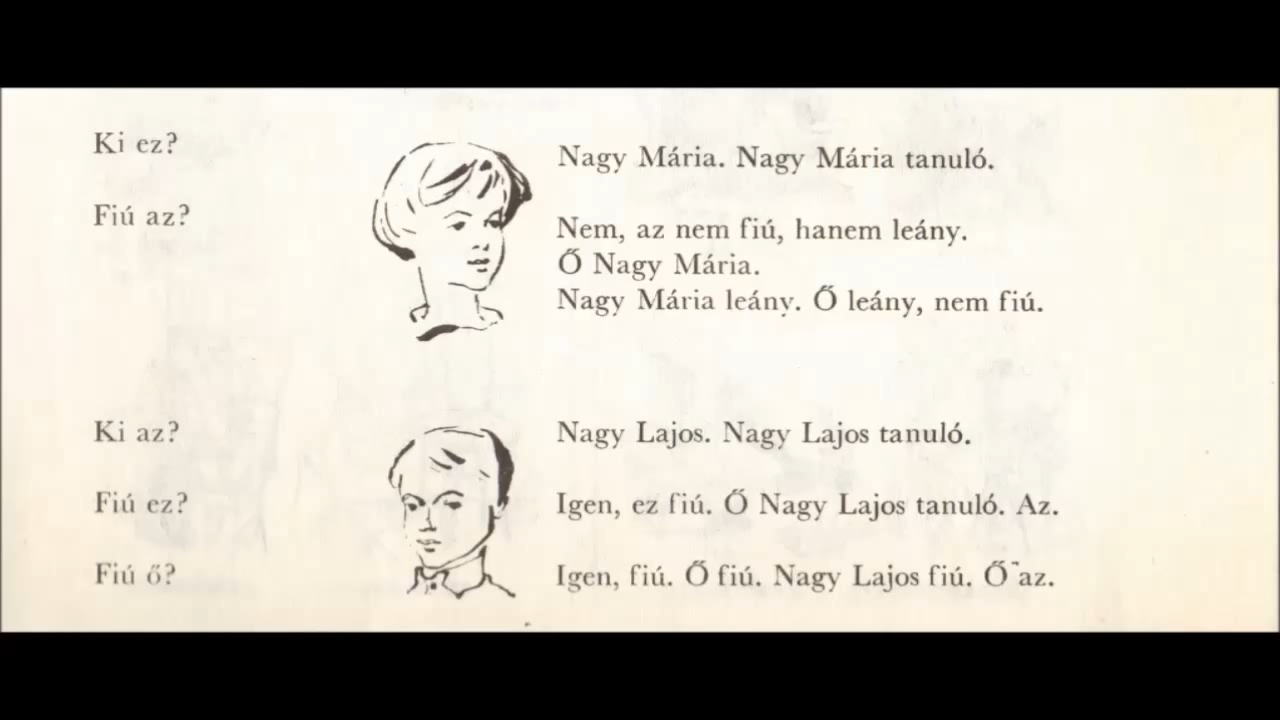 Ki ez?
Nagy Mária. Nagy Mária tanuló.
Fiú az?
Nem, az nem fiú, hanem leány.
Ő Nagy Mária.
Nagy Mária leány. Ő leány, nem fiú.
Ki az?
Nagy Lajos. Nagy Lajos tanuló.
Fiú ez?
Igen, ez fiú. Ő Nagy Lajos tanuló. Az.
Fiú ő?
Igen, fiú. Ő fiú. Nagy Lajos fiú. Ő az.